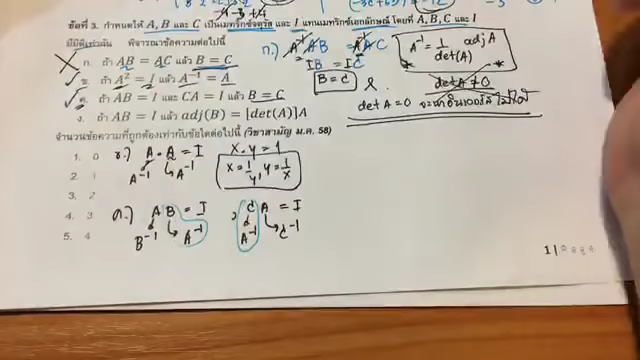 ข้อที่ 3. กำหนดให้ A, B และ C เป็นเมทริกซ์จัตุรัส และ I แทนเมทริกซ์เอกลักษณ์ โดยที่ A, B, C และ I
มีมิติเท่ากัน พิจารณาข้อความต่อไปนี้
ก. ถ้า AB = AC แล้ว B = C
ข. ถ้า A² = I แล้ว A⁻¹ = A
ค. ถ้า AB = I และ CA = I แล้ว B = C
ง. ถ้า AB = I แล้ว adj(B) = [det(A)]A
จำนวนข้อความที่ถูกต้องเท่ากับข้อใดต่อไปนี้ (วิชาสามัญ ม.ค. 58)
1. 0
2. 1
3. 2
4. 3
5. 4
ก.) A⁻¹AB = A⁻¹AC
IB = IC
B = C
A⁻¹ = 1/det(A) adj A
det A ≠ 0
det A = 0
ข.) A · A = I
A⁻¹ A⁻¹
x · y = 1
x = 1/y, y = 1/x
ค.) A B = I , C A = I
B⁻¹ A⁻¹ A⁻¹ C⁻¹
1 | Page